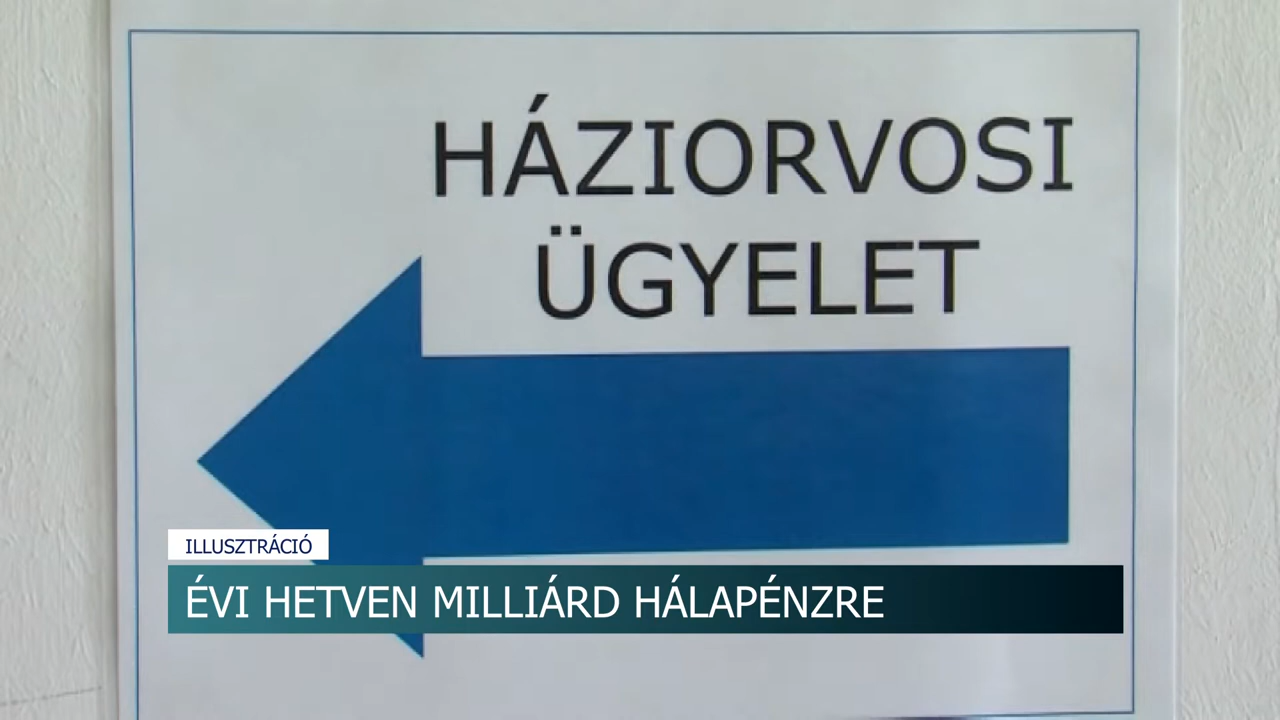 HÁZIORVOSI
ÜGYELET
ILLUSZTRÁCIÓ
ÉVI HETVEN MILLIÁRD HÁLAPÉNZRE